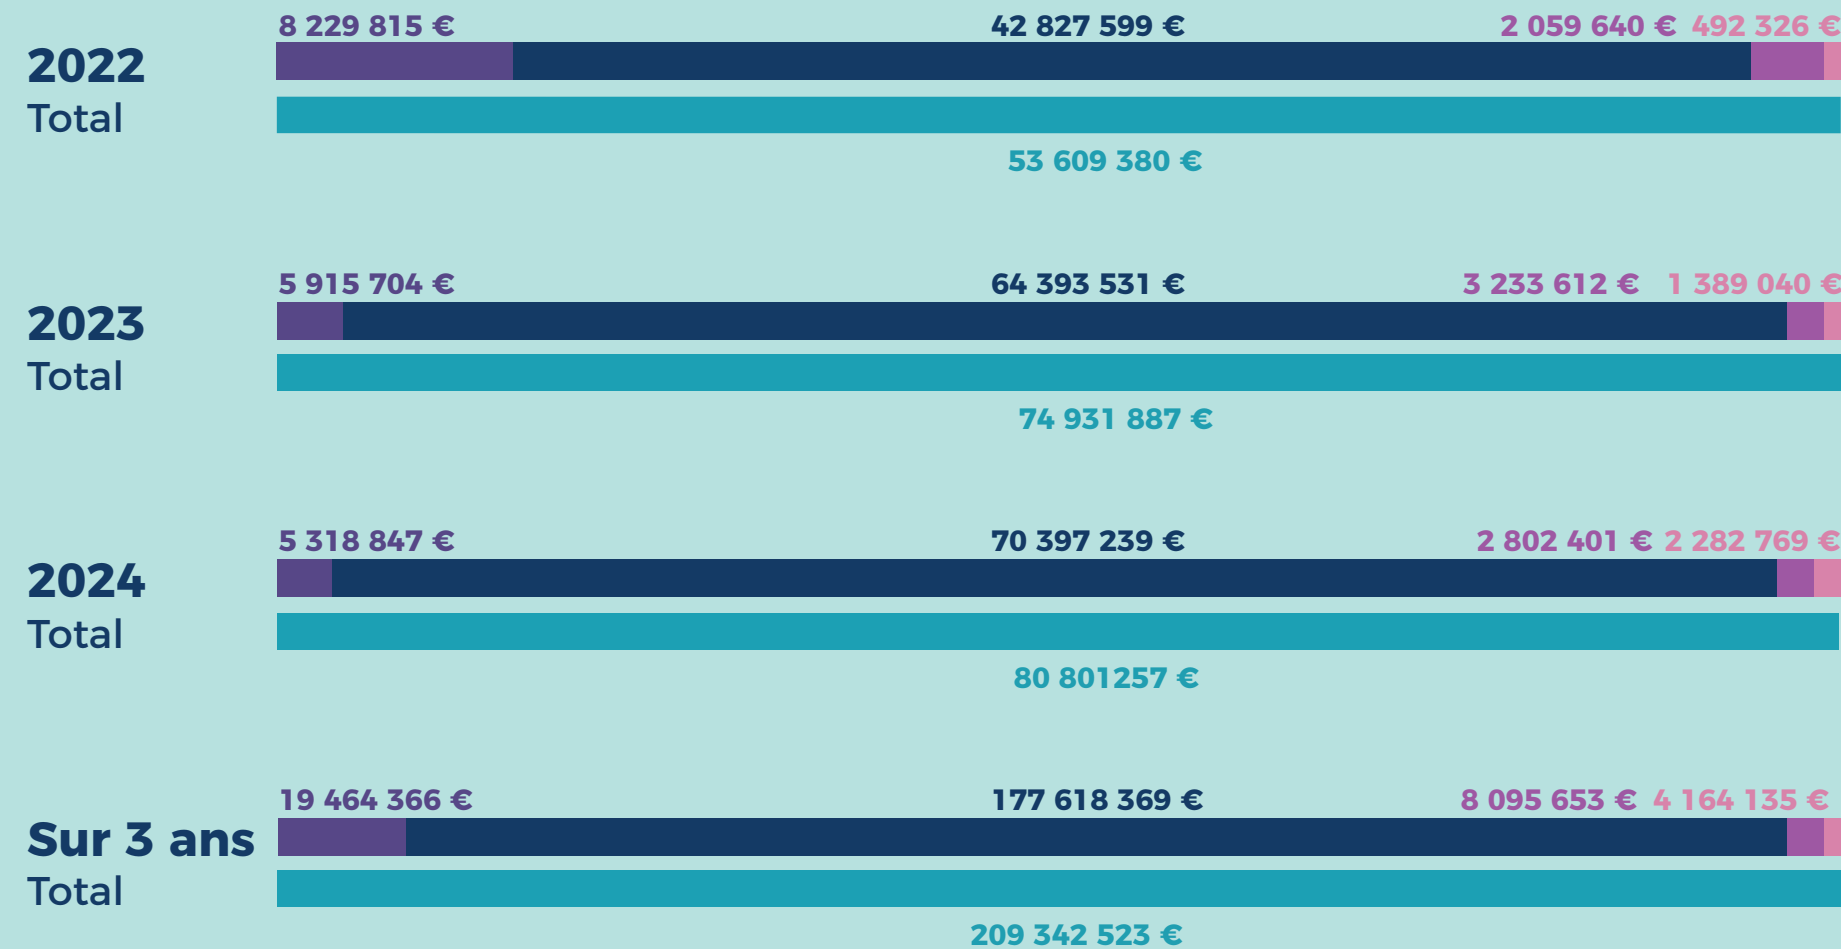 8 229 815 € 42 827 599 € 2 059 640 € 492 326 €
2022
Total
53 609 380 €
5 915 704 € 64 393 531 € 3 233 612 € 1 389 040 €
2023
Total
74 931 887 €
5 318 847 € 70 397 239 € 2 802 401 € 2 282 769 €
2024
Total
80 801257 €
19 464 366 € 177 618 369 € 8 095 653 € 4 164 135 €
Sur 3 ans
Total
209 342 523 €